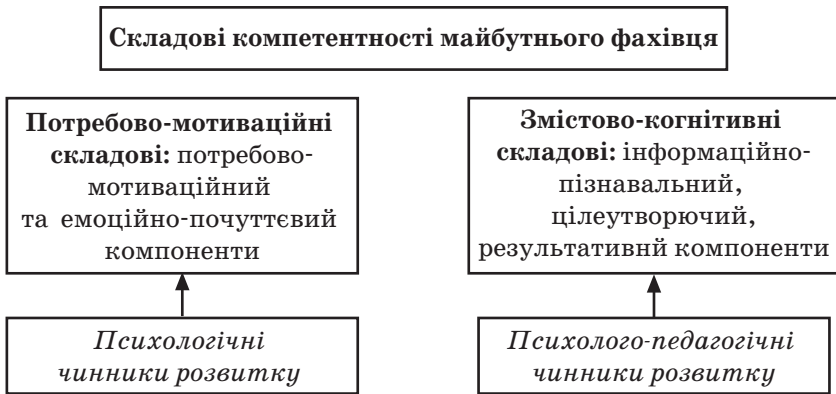 Складові компетентності майбутнього фахівця
Потребово-мотиваційні
складові: потребово-
мотиваційний
та емоційно-почуттєвий
компоненти
Змістово-когнітивні
складові: інформаційно-
пізнавальний,
цілеутворюючий,
результативнй компоненти
Психологічні
чинники розвитку
Психолого-педагогічні
чинники розвитку